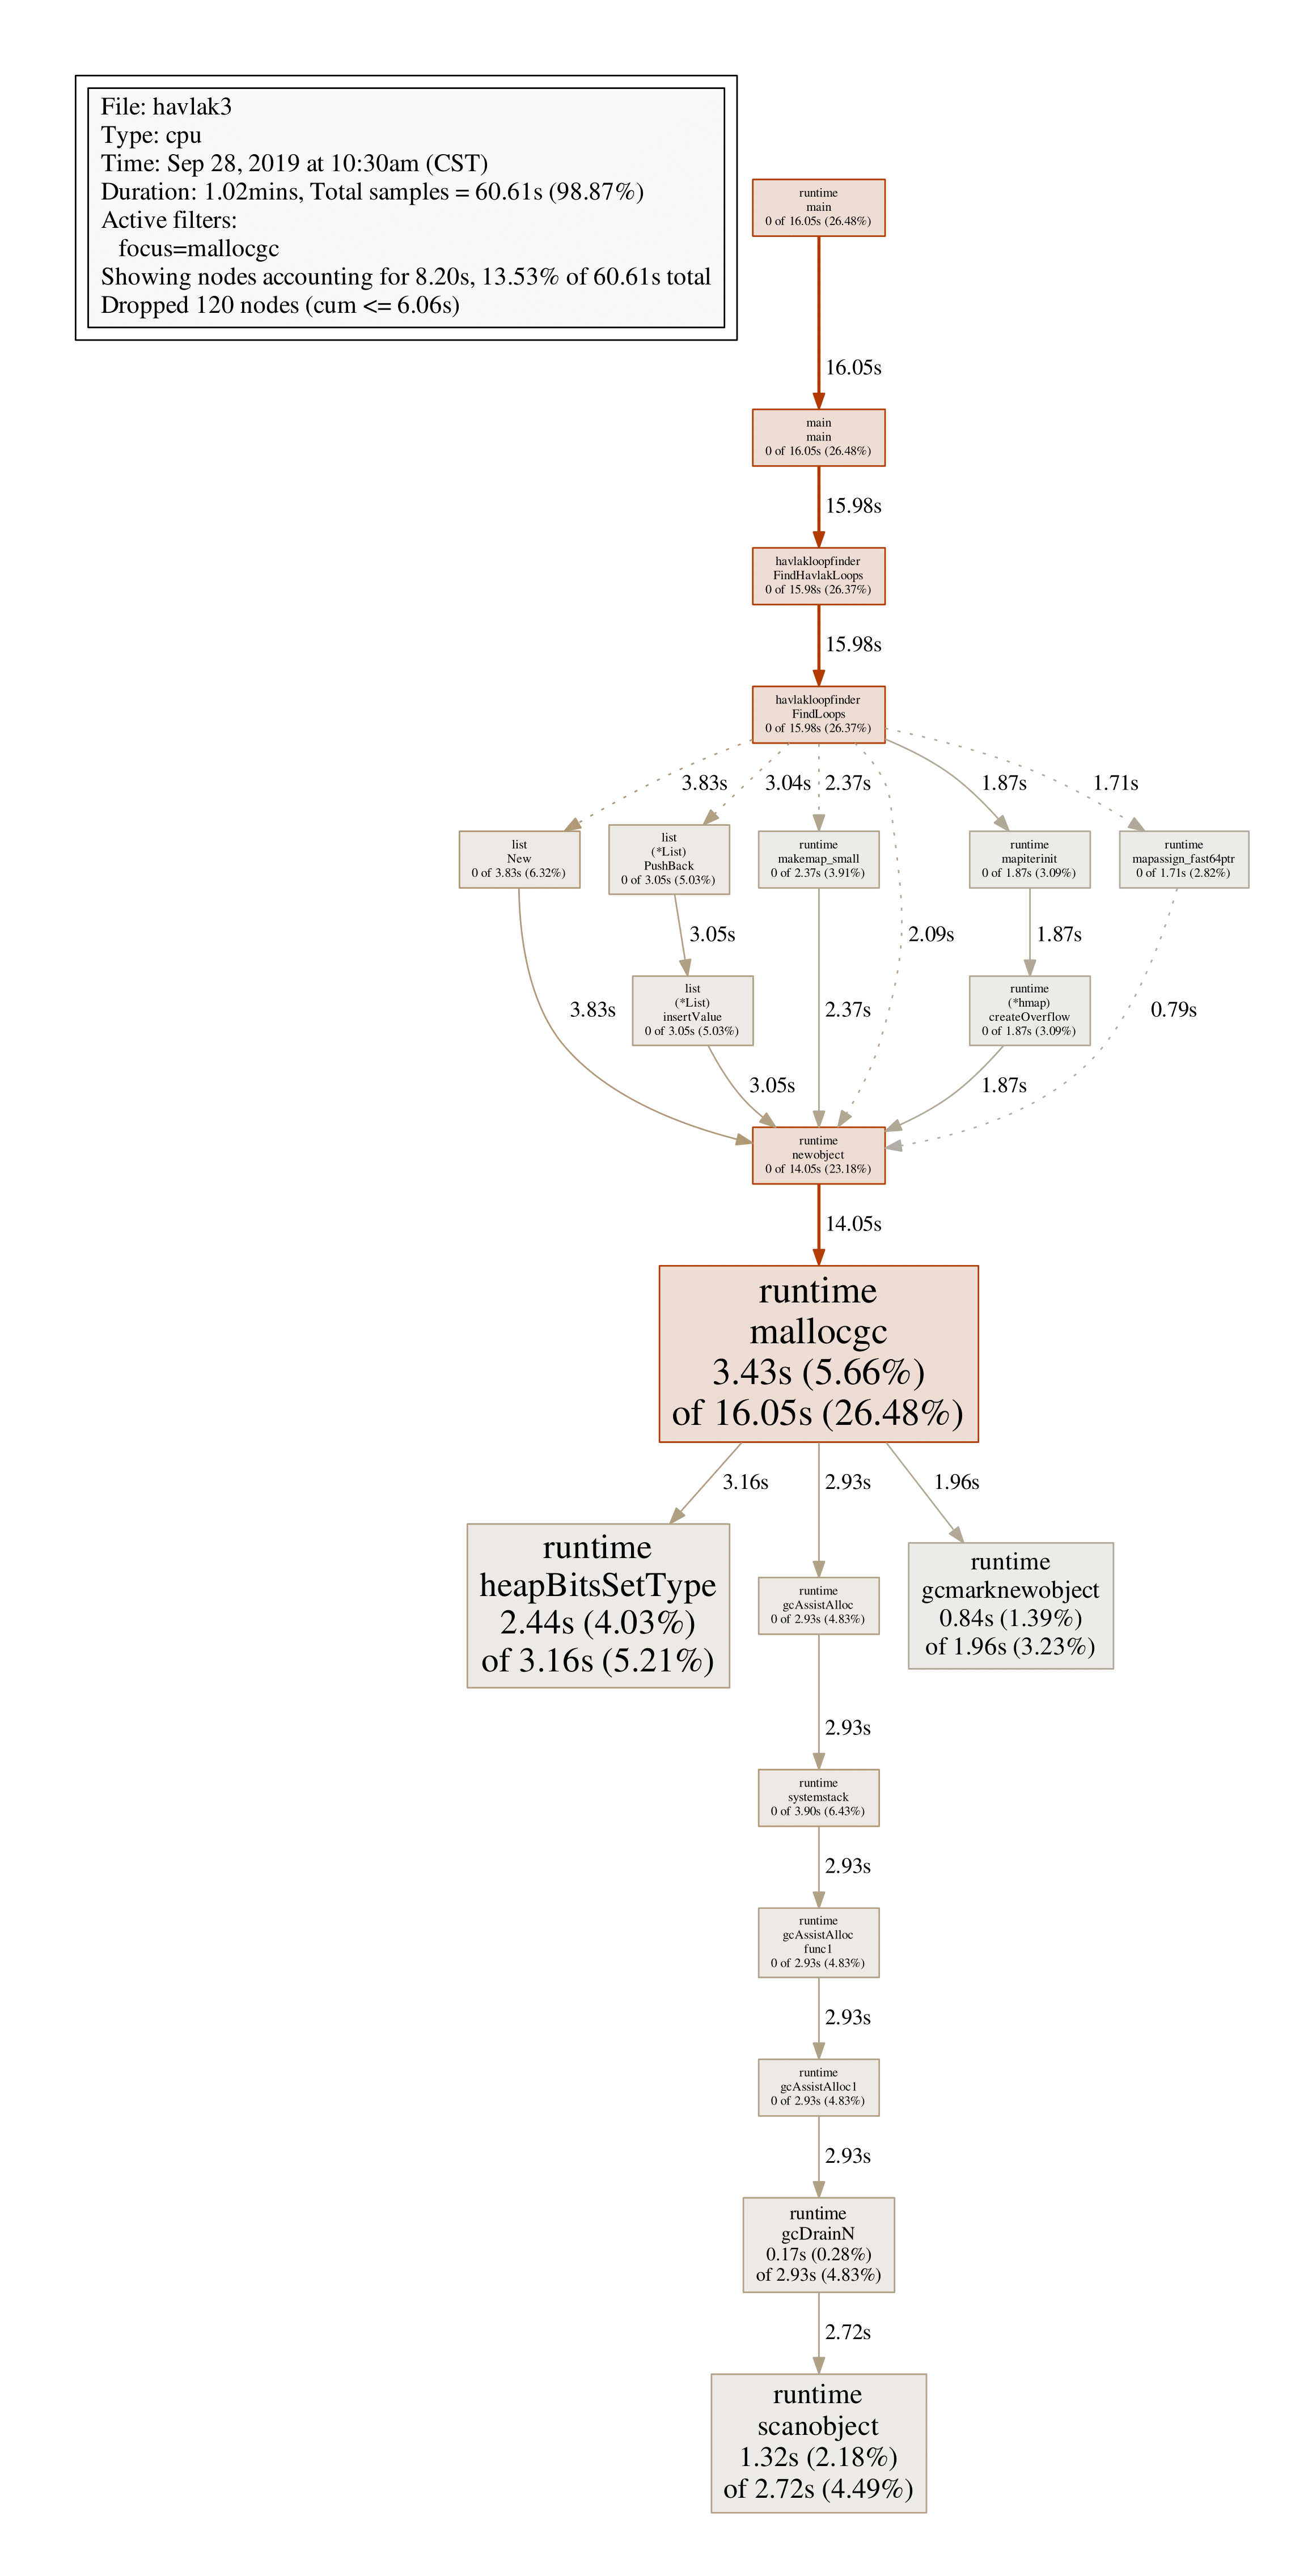 File: havlak3
Type: cpu
Time: Sep 28, 2019 at 10:30am (CST)
Duration: 1.02mins, Total samples = 60.61s (98.87%)
Active filters:
focus=mallocgc
Showing nodes accounting for 8.20s, 13.53% of 60.61s total
Dropped 120 nodes (cum <= 6.06s)
runtime
main
0 of 16.05s (26.48%)
16.05s
main
main
0 of 16.05s (26.48%)
15.98s
havlakloopfinder
FindHavlakLoops
0 of 15.98s (26.37%)
15.98s
havlakloopfinder
FindLoops
0 of 15.98s (26.37%)
3.83s
3.04s
2.37s
1.87s
1.71s
list
New
0 of 3.83s (6.32%)
list
(*List)
PushBack
0 of 3.05s (5.03%)
runtime
makemap_small
0 of 2.37s (3.91%)
runtime
mapiterinit
0 of 1.87s (3.09%)
runtime
mapassign_fast64ptr
0 of 1.71s (2.82%)
3.05s
2.09s
1.87s
3.83s
list
(*List)
insertValue
0 of 3.05s (5.03%)
2.37s
runtime
(*hmap)
createOverflow
0 of 1.87s (3.09%)
0.79s
3.05s
1.87s
runtime
newobject
0 of 14.05s (23.18%)
14.05s
runtime
mallocgc
3.43s (5.66%)
of 16.05s (26.48%)
3.16s
2.93s
1.96s
runtime
heapBitsSetType
2.44s (4.03%)
of 3.16s (5.21%)
runtime
gcAssistAlloc
0 of 2.93s (4.83%)
runtime
gcmarknewobject
0.84s (1.39%)
of 1.96s (3.23%)
2.93s
runtime
systemstack
0 of 3.90s (6.43%)
2.93s
runtime
gcAssistAlloc
func1
0 of 2.93s (4.83%)
2.93s
runtime
gcAssistAlloc1
0 of 2.93s (4.83%)
2.93s
runtime
gcDrainN
0.17s (0.28%)
of 2.93s (4.83%)
2.72s
runtime
scanobject
1.32s (2.18%)
of 2.72s (4.49%)